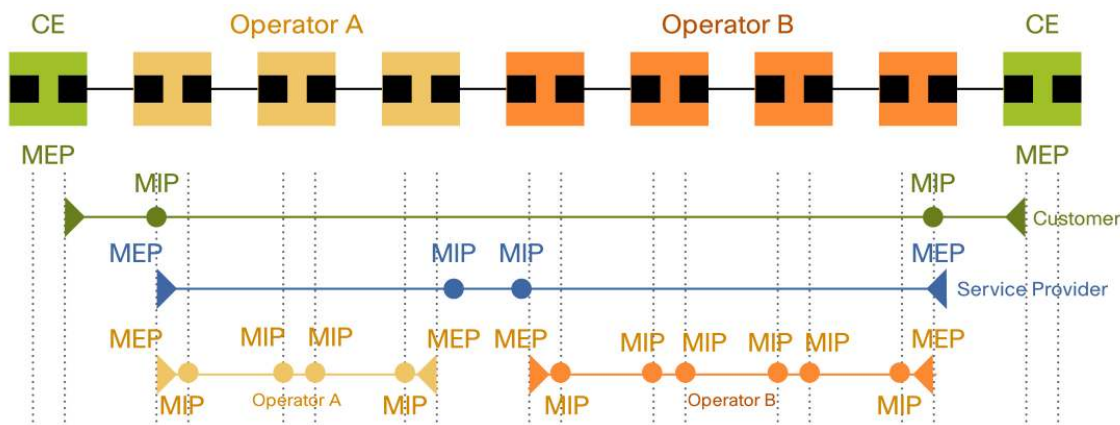 CE Operator A Operator B CE
MEP MEP
MIP MIP
Customer
MEP MIP MIP MEP
Service Provider
MEP MIP MIP MEP MEP MIP MIP MIP MIP MEP
MIP Operator A MIP MIP Operator B MIP